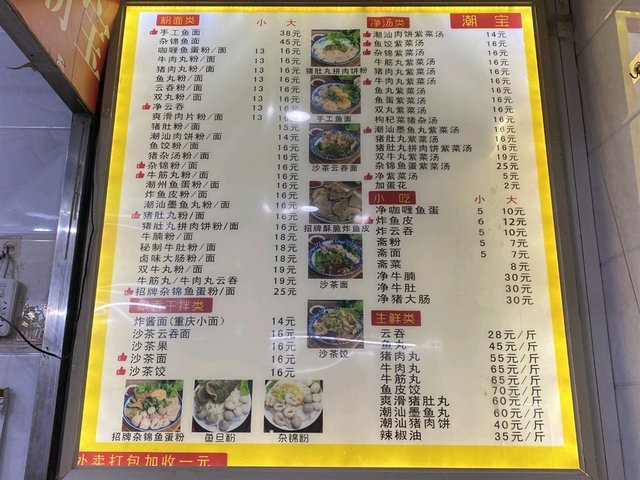 粉面类 小 大
手工鱼面 38元
杂锦鱼面 45元
咖喱鱼蛋粉/面 13 16元
牛肉丸粉/面 13 16元
猪肉丸粉/面 13 16元
鱼丸粉/面 13 16元
云吞粉/面 13 16元
双丸粉/面 13 16元
净云吞 13 16元
爽滑肉片粉/面 13 16元
猪肚粉/面 15元
潮汕肉饼粉/面 14元
鱼饺粉/面 16元
猪杂汤粉/面 16元
杂锦粉/面 16元
牛筋丸粉/面 16元
潮州鱼蛋粉/面 16元
炸鱼皮粉/面 16元
潮汕墨鱼丸粉/面 16元
猪肚丸粉/面 16元
猪肚丸拼肉饼粉/面 16元
牛腩粉/面 18元
秘制牛肚粉/面 18元
卤味大肠粉/面 18元
双牛丸粉/面 19元
牛筋丸/牛肉丸云吞 19元
招牌杂锦鱼蛋粉/面 25元
干拌类
炸酱面(重庆小面) 14元
沙茶云吞面 16元
沙茶果 16元
沙茶面 16元
沙茶饺 16元
招牌杂锦鱼蛋粉
鱼旦粉
杂锦粉
外卖打包加收一元
猪肚丸拼肉饼粉
手工鱼面
沙茶云吞面
招牌酥脆炸鱼皮
沙茶面
沙茶饺
净汤类 潮宝
潮汕肉饼紫菜汤 14元
鱼饺紫菜汤 16元
杂锦紫菜汤 16元
牛筋丸紫菜汤 16元
猪肉丸紫菜汤 16元
牛肉丸紫菜汤 16元
鱼丸紫菜汤 16元
鱼蛋紫菜汤 16元
双丸紫菜汤 16元
枸杞菜猪杂汤 16元
潮汕墨鱼丸紫菜汤 16元
猪肚丸紫菜汤 16元
猪肚丸拼肉饼紫菜汤 16元
双牛丸紫菜汤 19元
杂锦鱼蛋紫菜汤 25元
净紫菜汤 5元
加蛋花 2元
小吃 小 大
净咖喱鱼蛋 5 10元
炸鱼皮 6 12元
炸云吞 5 10元
斋粉 5 7元
斋面 5 7元
斋菜 8元
净牛腩 30元
净牛肚 30元
净猪大肠 30元
生鲜类
云吞 28元/斤
鱼丸 45元/斤
猪肉丸 55元/斤
牛肉丸 65元/斤
牛筋丸 65元/斤
鱼皮饺 70元/斤
爽滑猪肚丸 60元/斤
潮汕墨鱼丸 60元/斤
潮汕猪肉饼 40元/斤
辣椒油 35元/斤